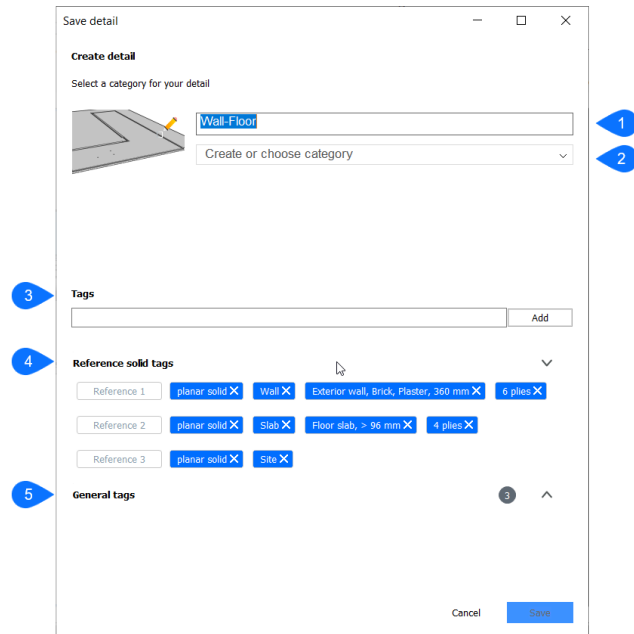 Save detail
Create detail
Select a category for your detail
Wall-Floor
1
Create or choose category
2
3
Tags
Add
4
Reference solid tags
Reference 1 planar solid Wall Exterior wall, Brick, Plaster, 360 mm 6 plies
Reference 2 planar solid Slab Floor slab, > 96 mm 4 plies
Reference 3 planar solid Site
5
General tags 3
Cancel Save